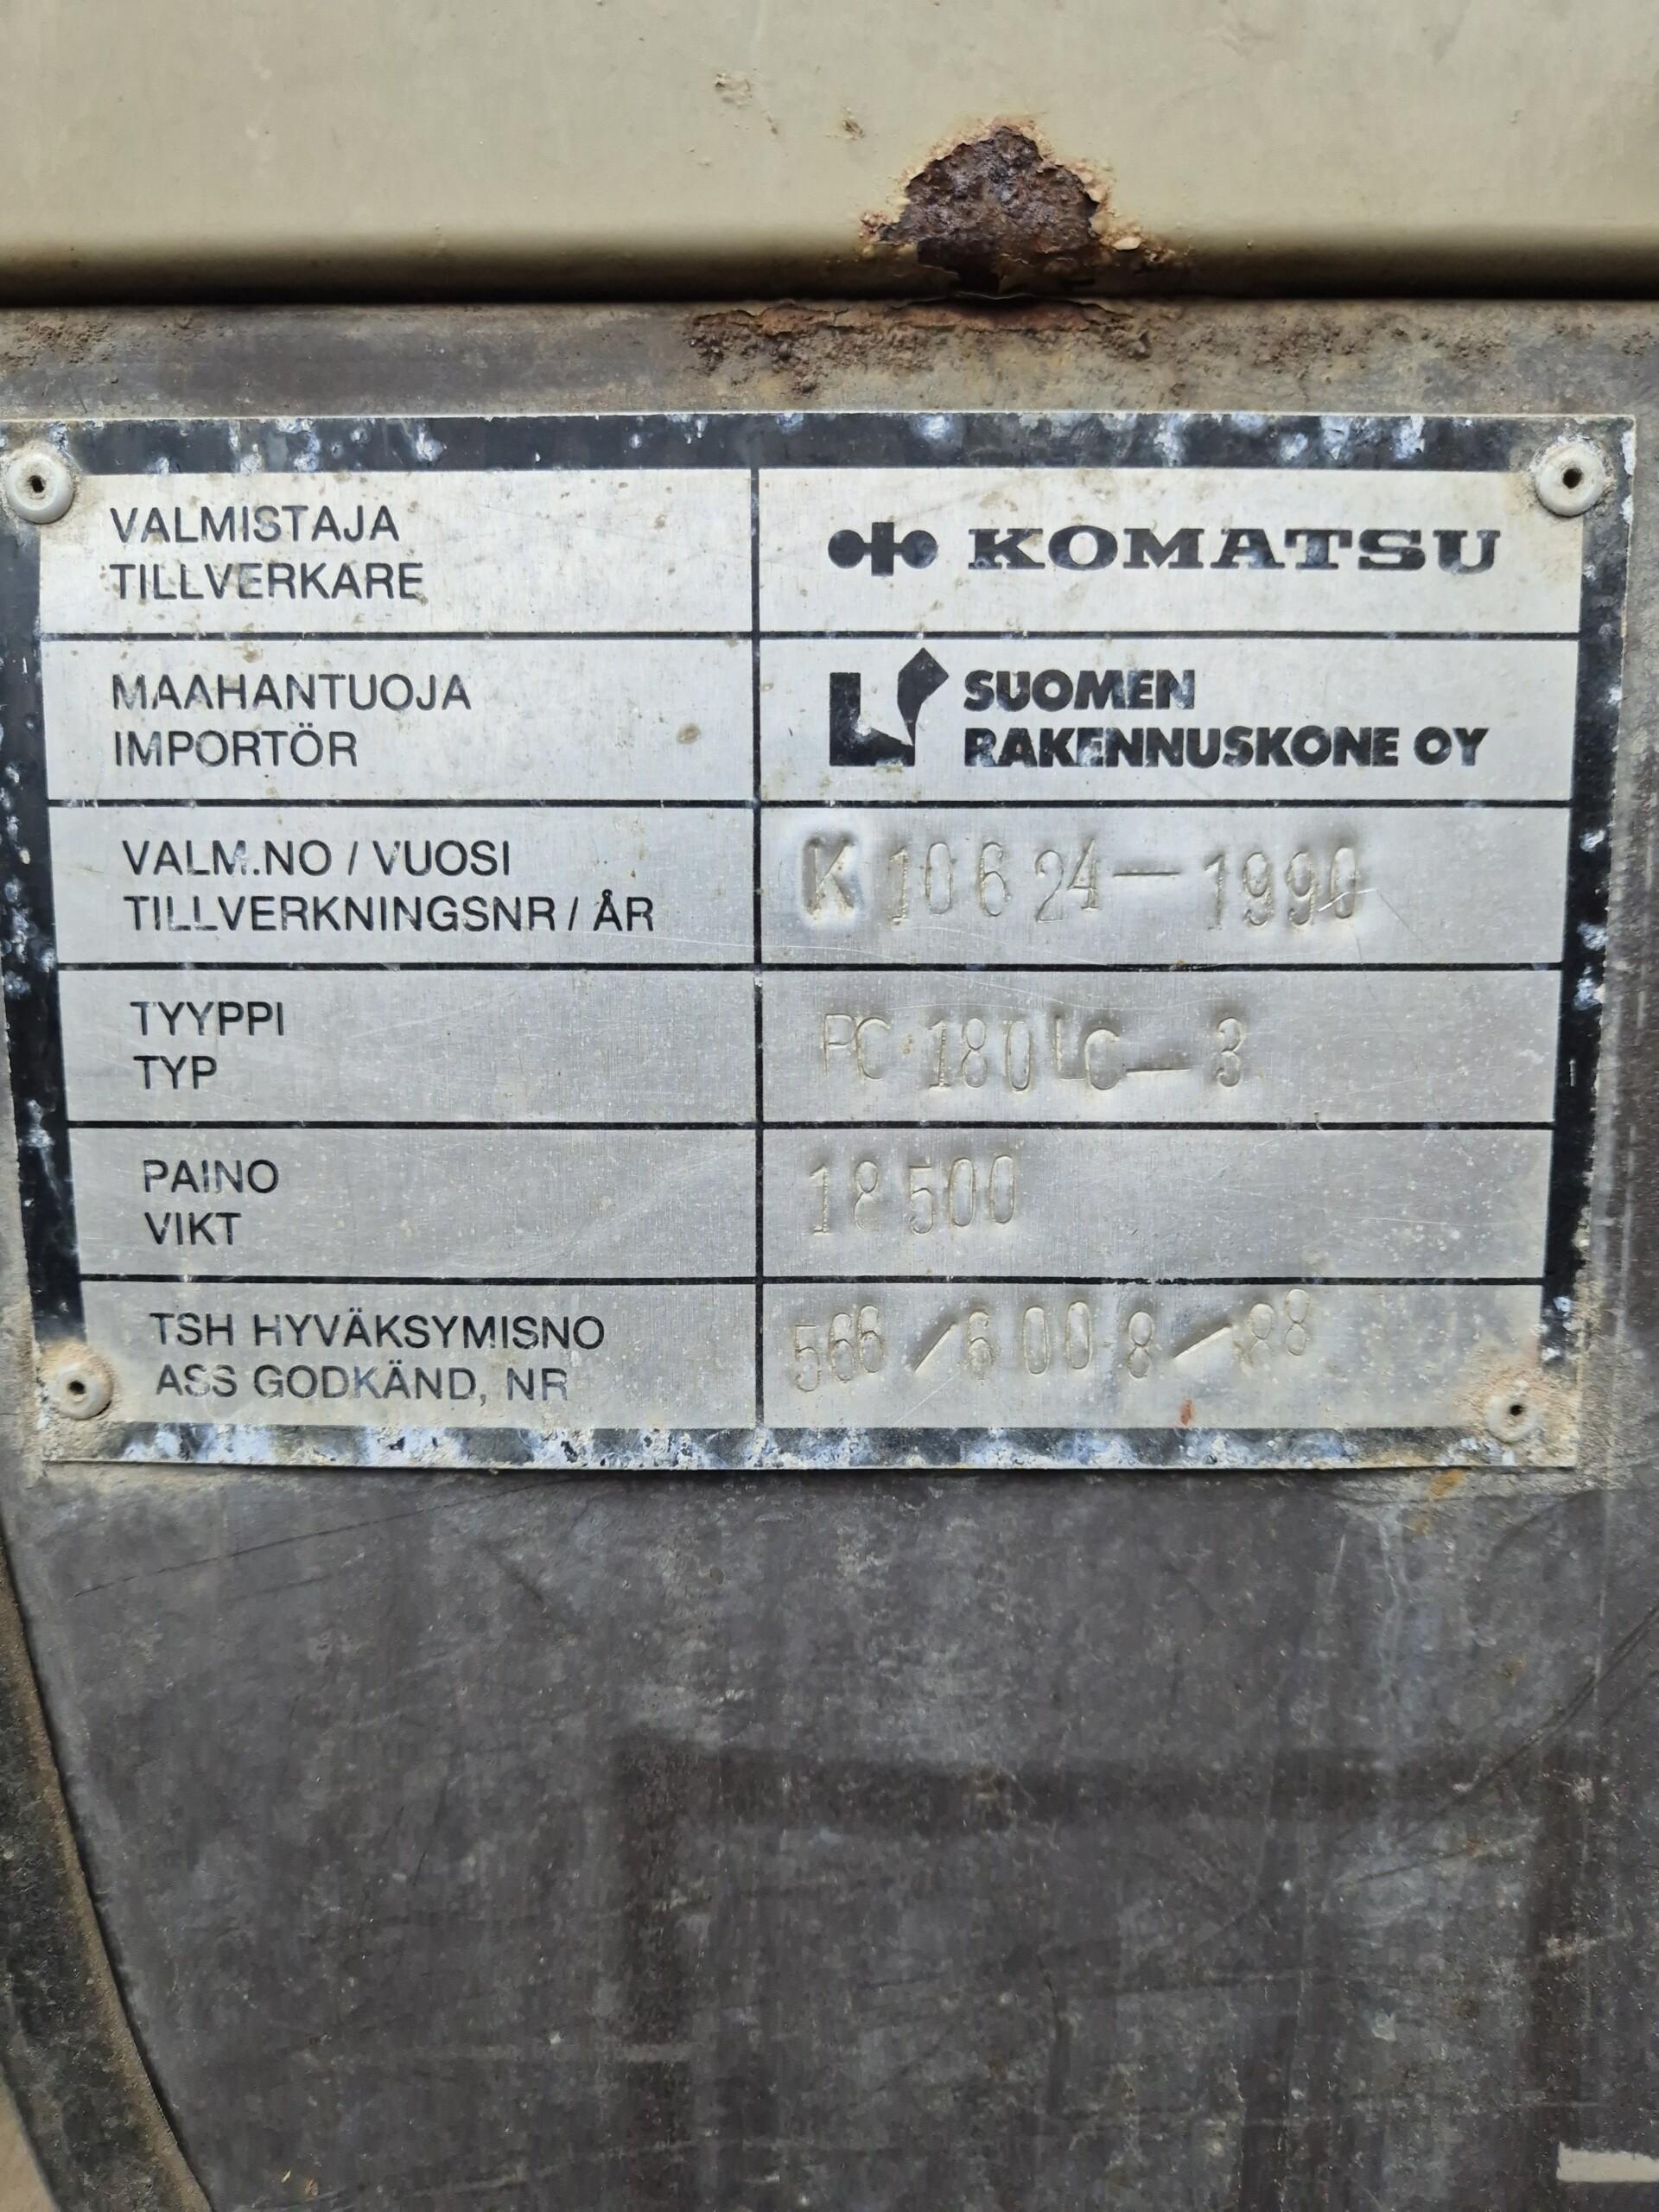 VALMISTAJA
TILLVERKARE
KOMATSU
MAAHANTUOJA
IMPORTÖR
SUOMEN
RAKENNUSKONE OY
VALM.NO / VUOSI
TILLVERKNINGSNR / ÅR
K 10624-1990
TYYPPI
TYP
PC 180LC-3
PAINO
VIKT
18500
TSH HYVÄKSYMISNO
ASS GODKÄND, NR
566/6008/88